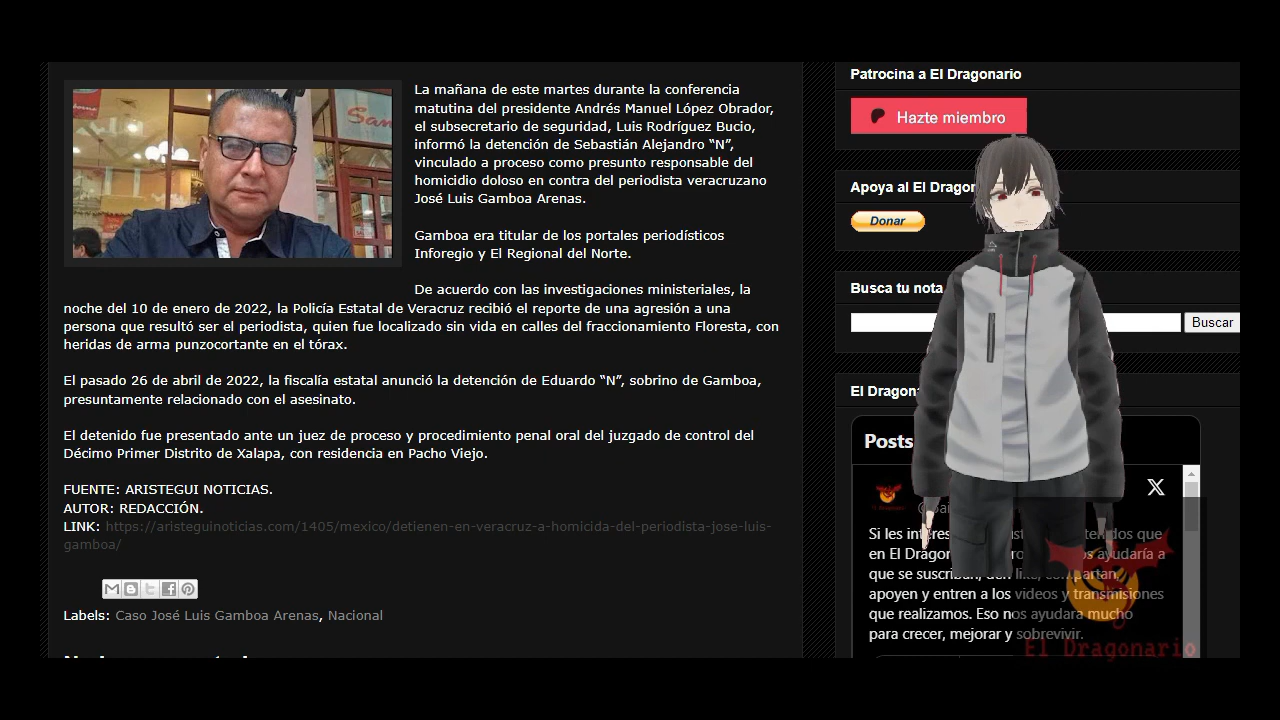 La mañana de este martes durante la conferencia
matutina del presidente Andrés Manuel López Obrador,
el subsecretario de seguridad, Luis Rodríguez Bucio,
informó la detención de Sebastián Alejandro “N”,
vinculado a proceso como presunto responsable del
homicidio doloso en contra del periodista veracruzano
José Luis Gamboa Arenas.
Gamboa era titular de los portales periodísticos
Inforegio y El Regional del Norte.
De acuerdo con las investigaciones ministeriales, la
noche del 10 de enero de 2022, la Policía Estatal de Veracruz recibió el reporte de una agresión a una
persona que resultó ser el periodista, quien fue localizado sin vida en calles del fraccionamiento Floresta, con
heridas de arma punzocortante en el tórax.
El pasado 26 de abril de 2022, la fiscalía estatal anunció la detención de Eduardo “N”, sobrino de Gamboa,
presuntamente relacionado con el asesinato.
El detenido fue presentado ante un juez de proceso y procedimiento penal oral del juzgado de control del
Décimo Primer Distrito de Xalapa, con residencia en Pacho Viejo.
FUENTE: ARISTEGUI NOTICIAS.
AUTOR: REDACCIÓN.
LINK: https://aristeguinoticias.com/1405/mexico/detienen-en-veracruz-a-homicida-del-periodista-jose-luis-
gamboa/
Labels: Caso José Luis Gamboa Arenas, Nacional
Patrocina a El Dragonario
Hazte miembro
Apoya al El Dragon
Donar
Busca tu nota
Buscar
El Dragon
Posts
Si les
en El Dragon ayudaría a
que se suscriban, den like, compartan,
apoyen y entren a los videos y transmisiones
que realizamos. Eso nos ayudara mucho
para crecer, mejorar y sobrevivir.
El Dragonario